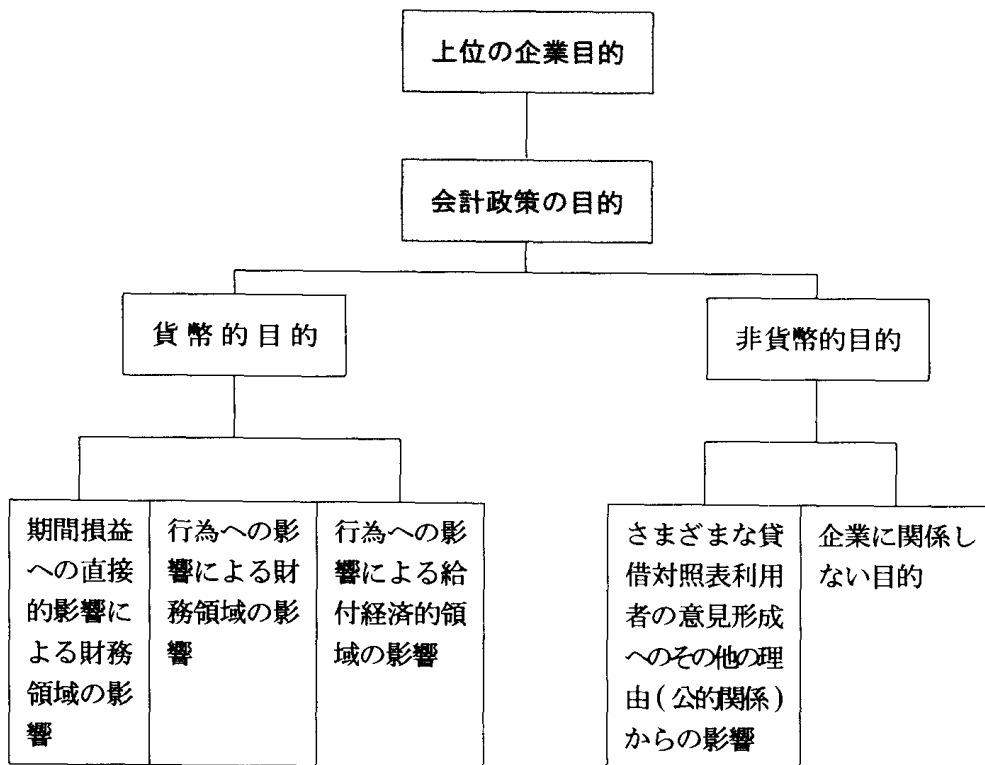 上位の企業目的
会計政策の目的
貨幣的目的
非貨幣的目的
期間損益
への直接
的影響に
よる財務
領域の影
響
行為への影
響による財
務領域の影
響
行為への影
響による給
付経済的領
域の影響
さまざまな貸
借対照表利用
者の意見形成
へのその他の理
由(公的関係)
からの影響
企業に関係し
ない目的